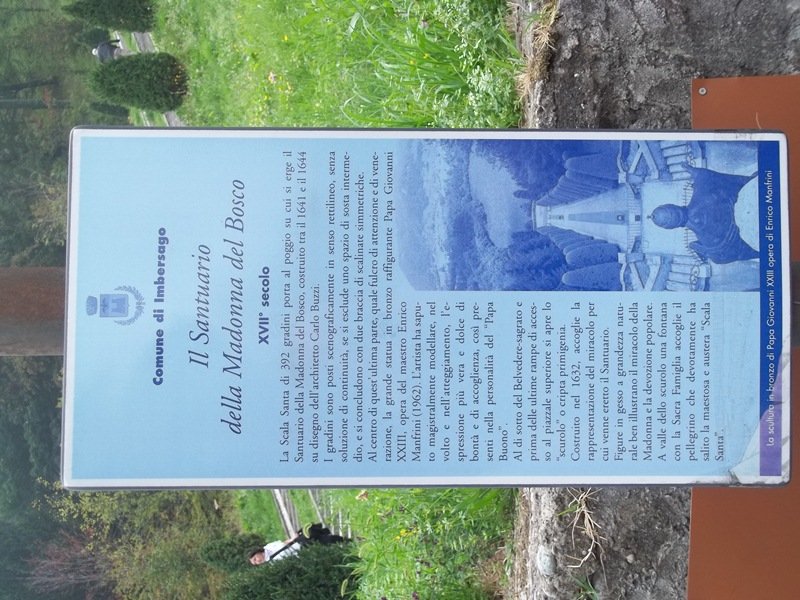 Comune di Imbersago
Il Santuario
della Madonna del Bosco
XVII° secolo
La Scala Santa di 392 gradini porta al poggio su cui si erge il
Santuario della Madonna del Bosco, costruito tra il 1641 e il 1644
su disegno dell'architetto Carlo Buzzi.
I gradini sono posti scenograficamente in senso rettilineo, senza
soluzione di continuità, se si esclude uno spazio di sosta interme-
dio, e si concludono con due braccia di scalinate simmetriche.
Al centro di quest'ultima parte, quale fulcro di attenzione e di vene-
razione, la grande statua in bronzo raffigurante Papa Giovanni
XXIII, opera del maestro Enrico
Manfrini (1962). L'artista ha sapu-
to magistralmente modellare, nel
volto e nell'atteggiamento, l'e-
spressione più vera e dolce di
bontà e di accoglienza, così pre-
senti nella personalità del "Papa
Buono".
Al di sotto del Belvedere-sagrato e
prima delle ultime rampe di acces-
so al piazzale superiore si apre lo
"scurolo" o cripta primigenia.
Costruito nel 1632, accoglie la
rappresentazione del miracolo per
cui venne eretto il Santuario.
Figure in gesso a grandezza natu-
rale ben illustrano il miracolo della
Madonna e la devozione popolare.
A valle dello scurolo una fontana
con la Sacra Famiglia accoglie il
pellegrino che devotamente ha
salito la maestosa e austera "Scala
Santa".
La scultura in bronzo di Papa Giovanni XXIII opera di Enrico Manfrini